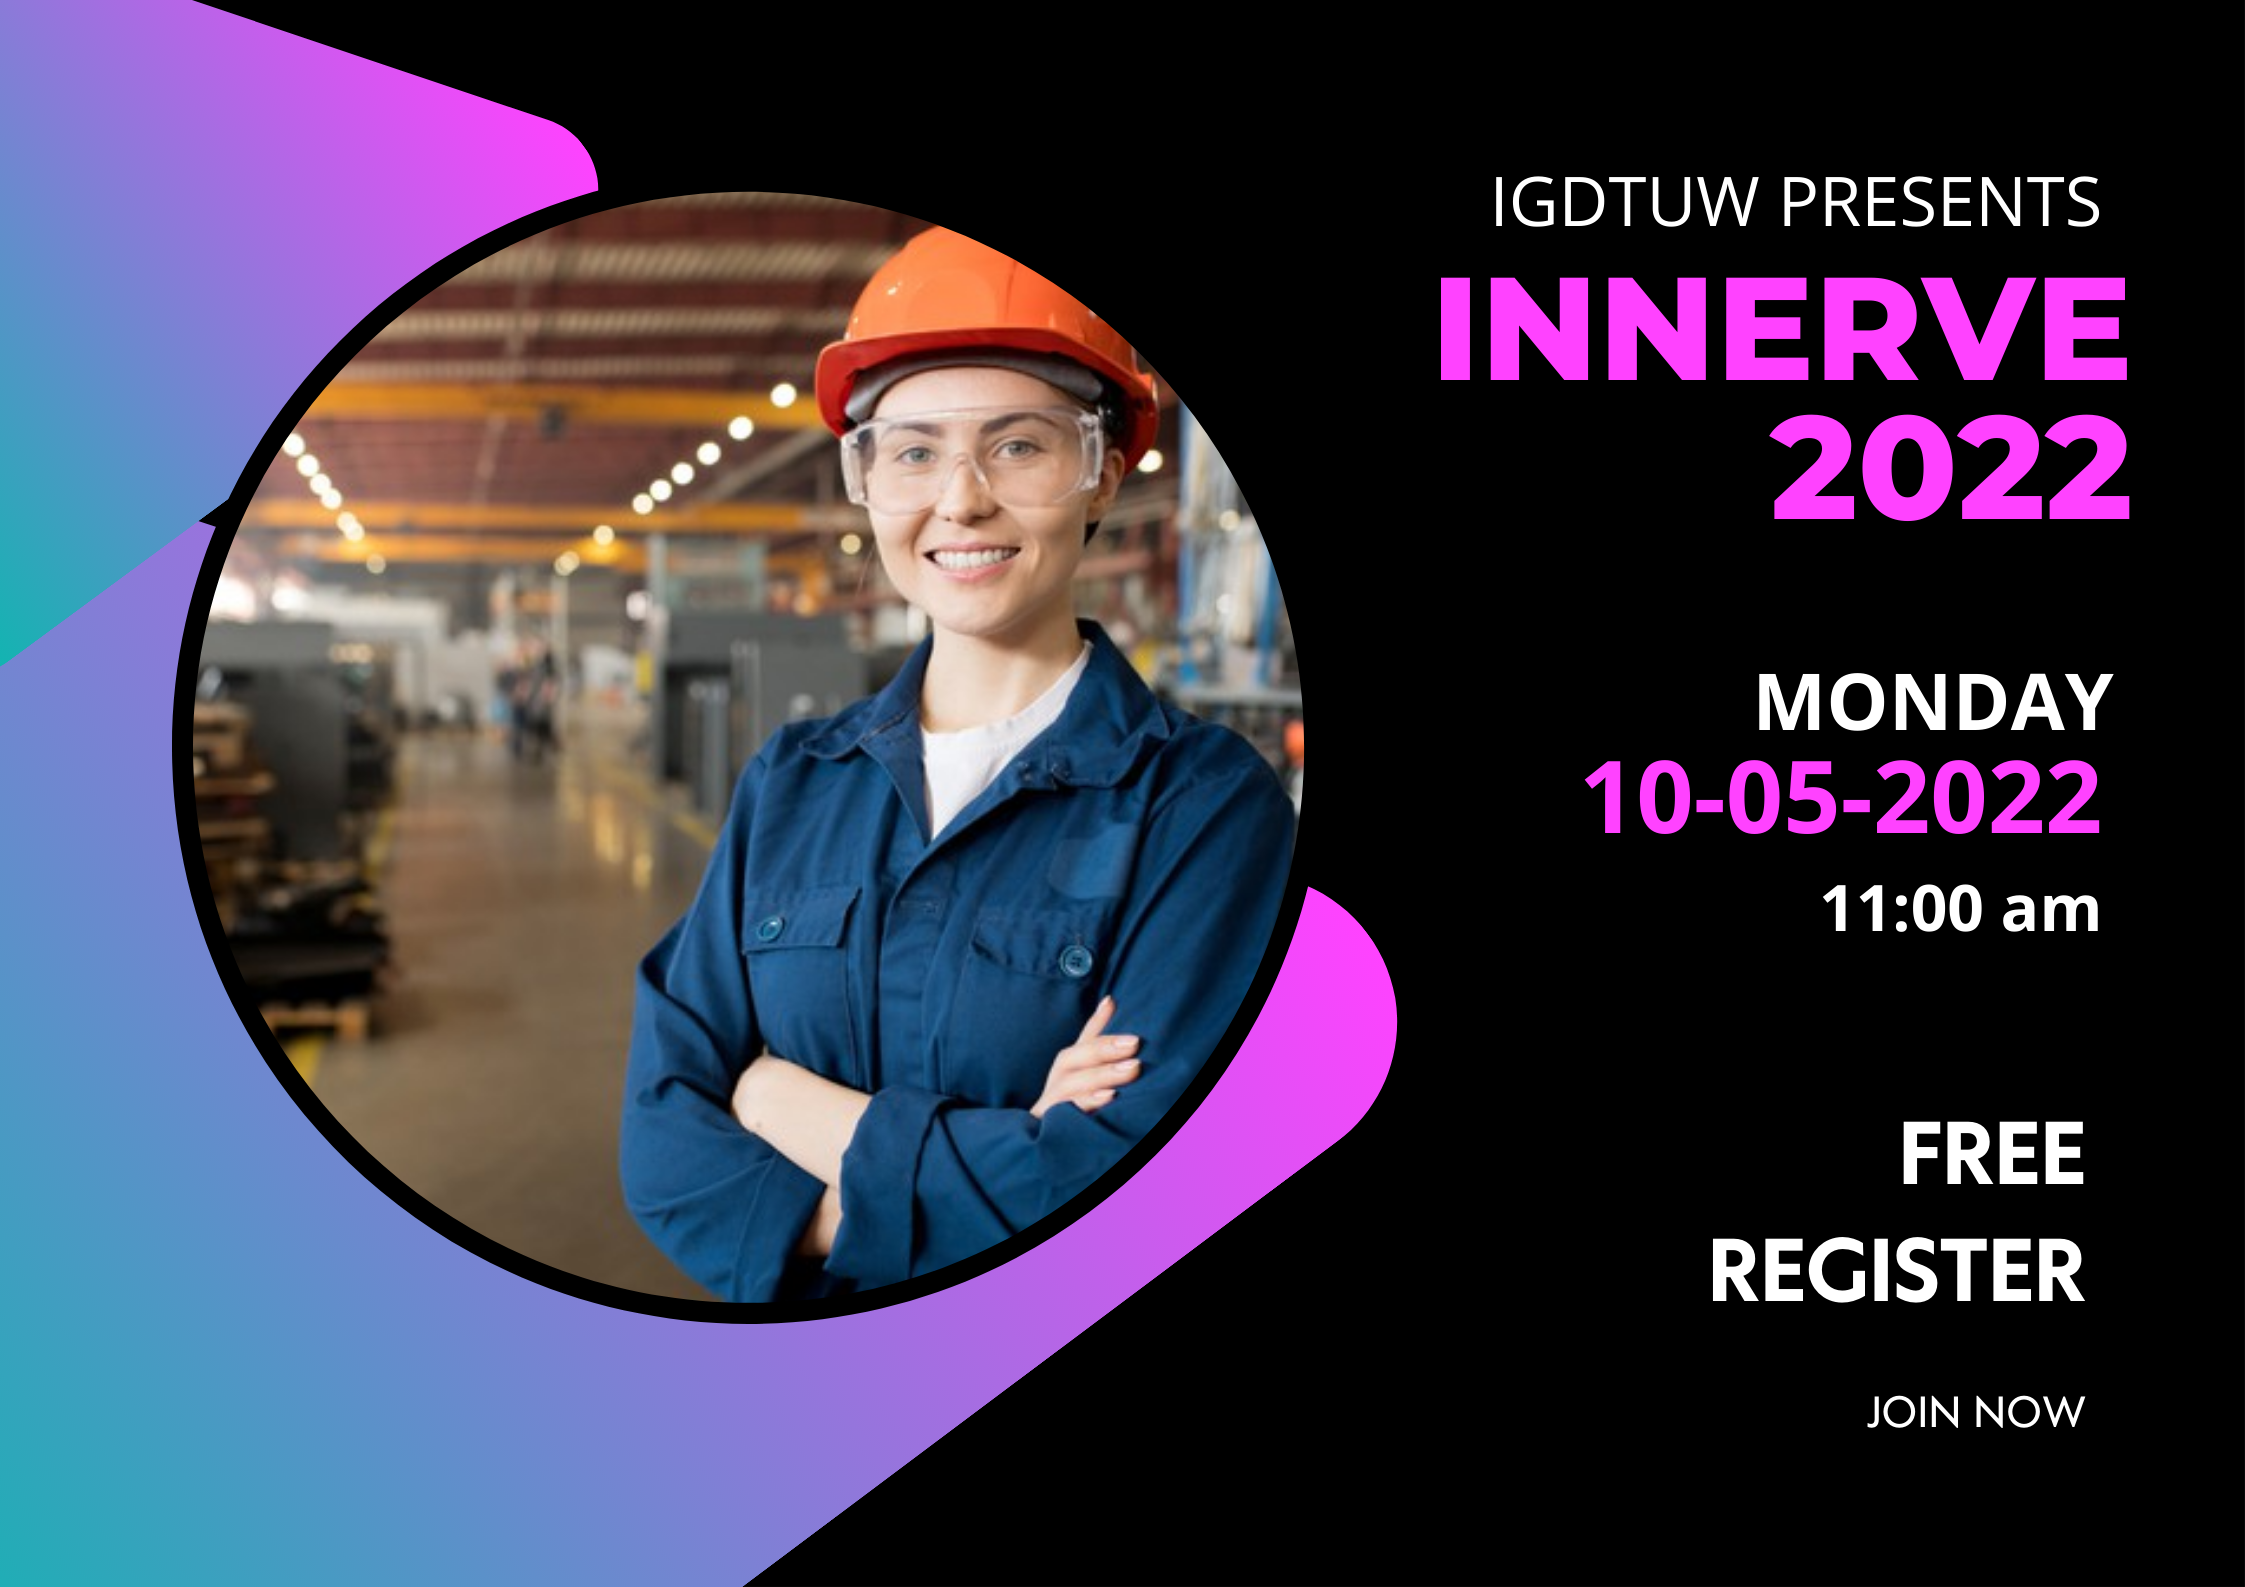 IGDTUW PRESENTS
INNERVE
2022
MONDAY
10-05-2022
11:00 am
FREE
REGISTER
JOIN NOW